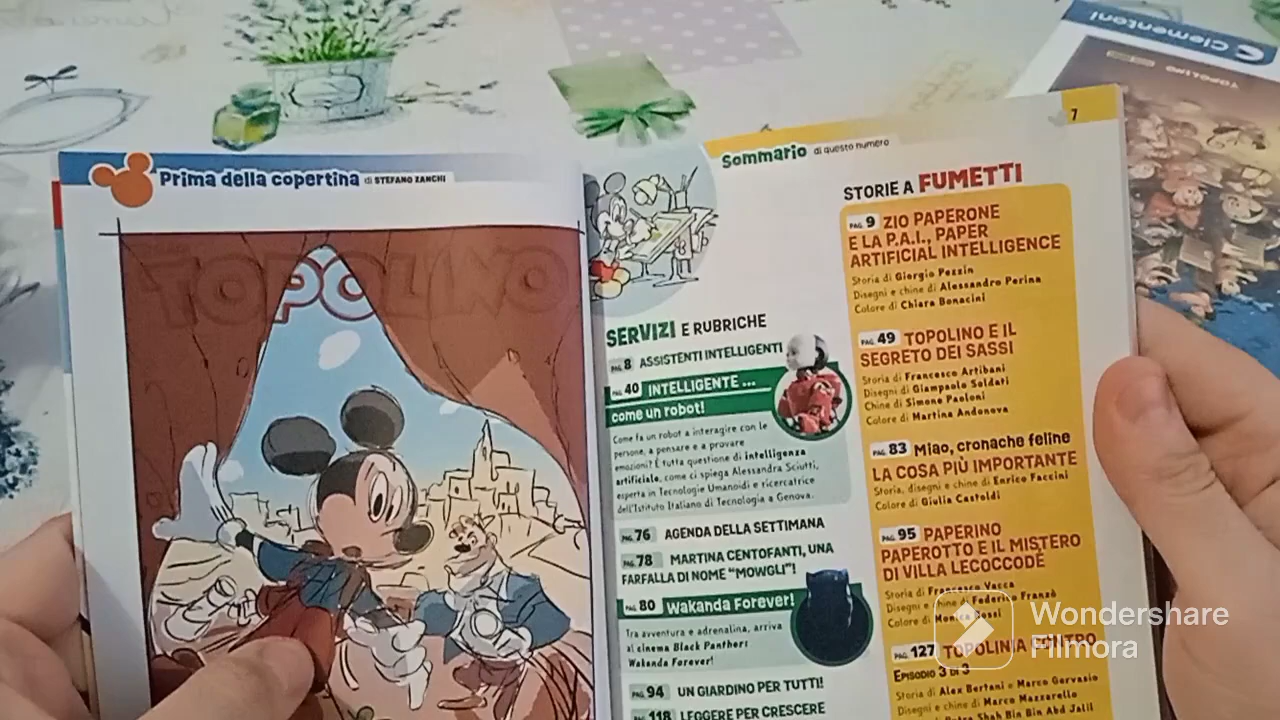 Clementoni
TOPOLINO
7
Prima della copertina di STEFANO ZANCHI
TOPOLINO
Sommario di questo numero
SERVIZI E RUBRICHE
PAG. 8 ASSISTENTI INTELLIGENTI
PAG. 40 INTELLIGENTE ...
come un robot!
Come fa un robot a interagire con le
persone, a pensare e a provare
emozioni? È tutta questione di intelligenza
artificiale, come ci spiega Alessandra Sciutti,
esperta in Tecnologie Umanoidi e ricercatrice
dell'Istituto Italiano di Tecnologia a Genova.
PAG. 76 AGENDA DELLA SETTIMANA
PAG. 78 MARTINA CENTOFANTI, UNA
FARFALLA DI NOME “MOWGLI”!
PAG. 80 Wakanda Forever!
Tra avventura e adrenalina, arriva
al cinema Black Panther:
Wakanda Forever!
PAG. 94 UN GIARDINO PER TUTTI!
118 LEGGERE PER CRESCERE
STORIE A FUMETTI
PAG. 9 ZIO PAPERONE
E LA P.A.I., PAPER
ARTIFICIAL INTELLIGENCE
Storia di Giorgio Pezzin
Disegni e chine di Alessandro Perina
Colore di Chiara Bonacini
PAG. 49 TOPOLINO E IL
SEGRETO DEI SASSI
Storia di Francesco Artibani
Disegni di Giampaolo Soldati
Chine di Simone Paoloni
Colore di Martina Andonova
PAG. 83 Miao, cronache feline
LA COSA PIÙ IMPORTANTE
Storia, disegni e chine di Enrico Faccini
Colore di Giulia Castoldi
PAG. 95 PAPERINO
PAPEROTTO E IL MISTERO
DI VILLA LECOCCODÈ
Storia di Francesco Vacca
Disegni e chine di Federico Franzò
Colore di Monica Rossi
PAG. 127 TOPOLINIA CONTRO
EPISODIO 3 DI 3
Storia di Alex Bertani e Marco Gervasio
Disegni e chine di Marco Mazzarello
Shah Bin Bin Abd Jalil
Wondershare
Filmora